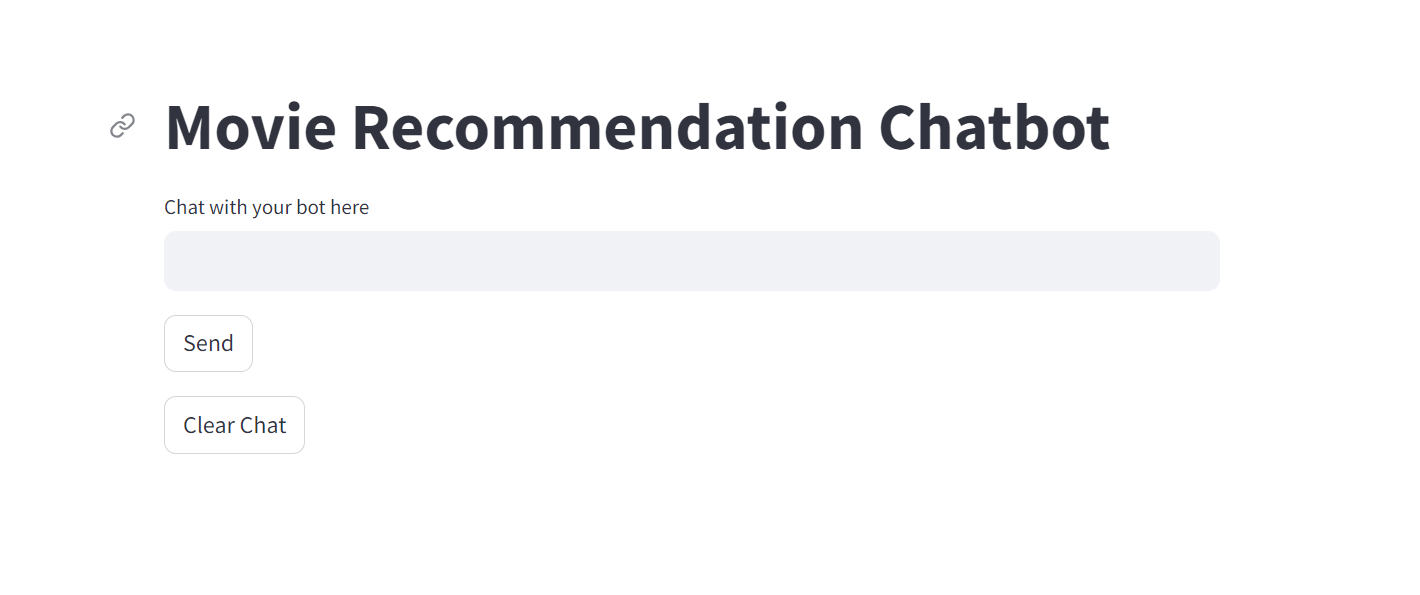 Movie Recommendation Chatbot
Chat with your bot here
Send
Clear Chat